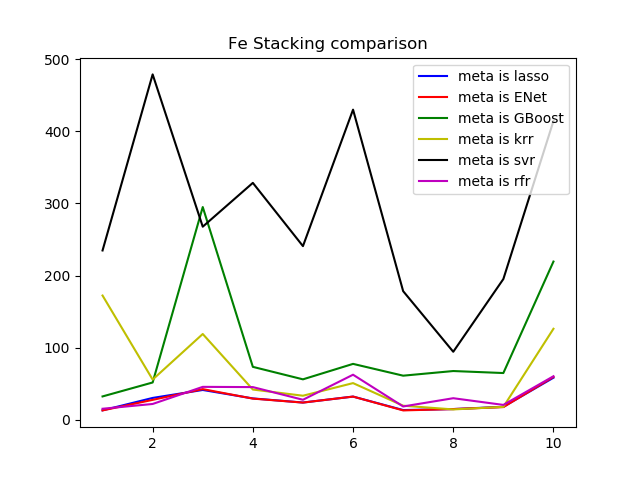 Fe Stacking comparison
500
400
300
200
100
0
2
4
6
8
10
meta is lasso
meta is ENet
meta is GBoost
meta is krr
meta is svr
meta is rfr